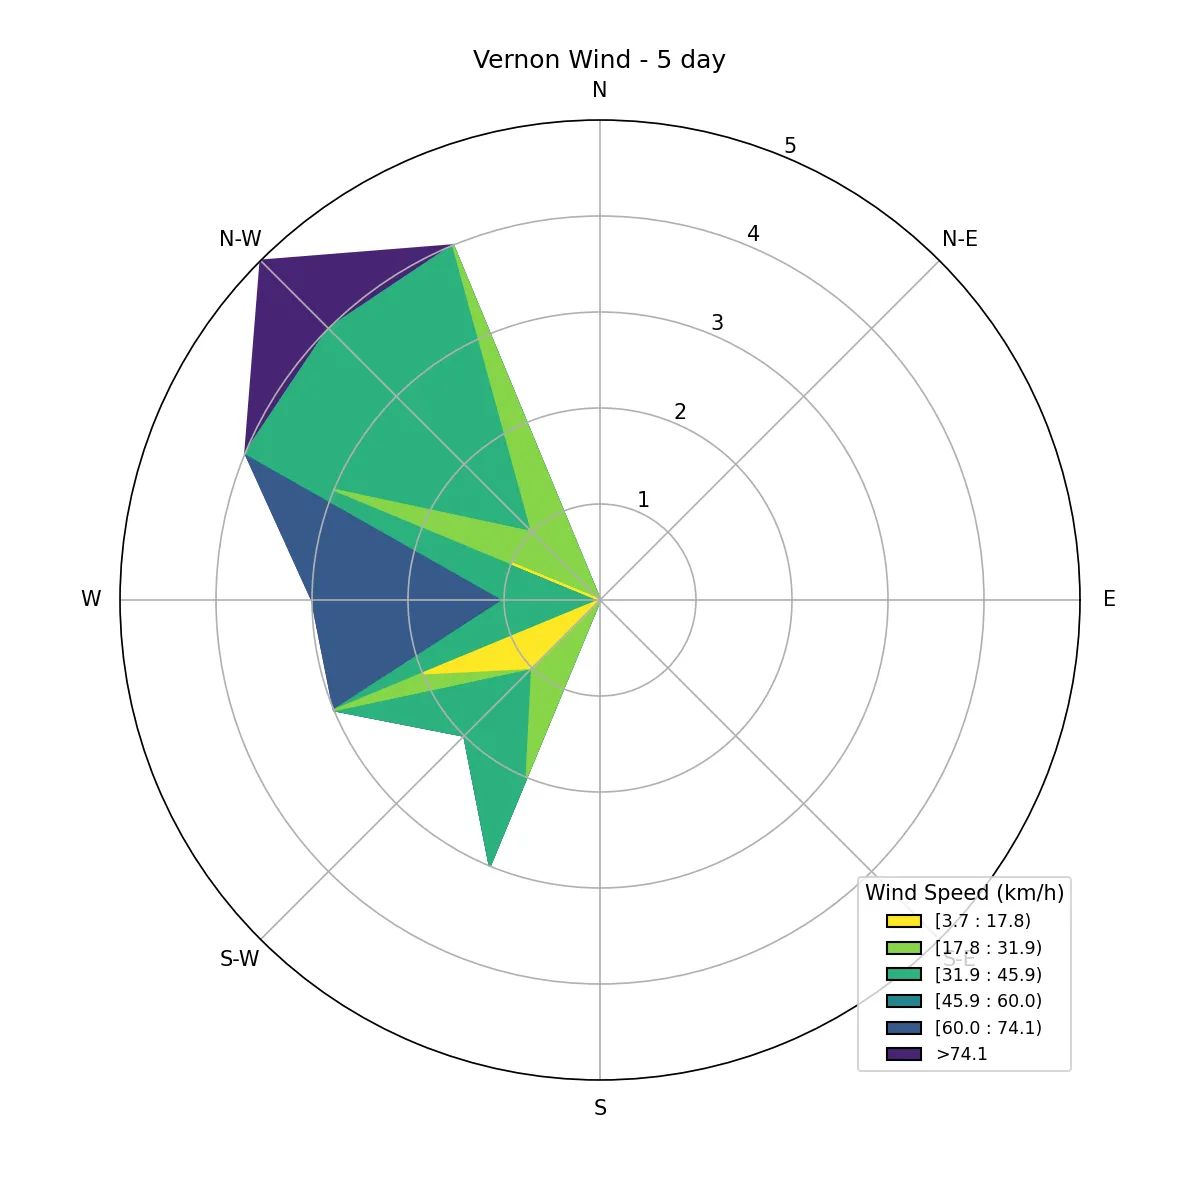 Vernon Wind - 5 day
N
5
N-W
N-E
4
3
2
1
W
E
S-W
S-E
Wind Speed (km/h)
[3.7 : 17.8)
[17.8 : 31.9)
[31.9 : 45.9)
[45.9 : 60.0)
[60.0 : 74.1)
>74.1
S